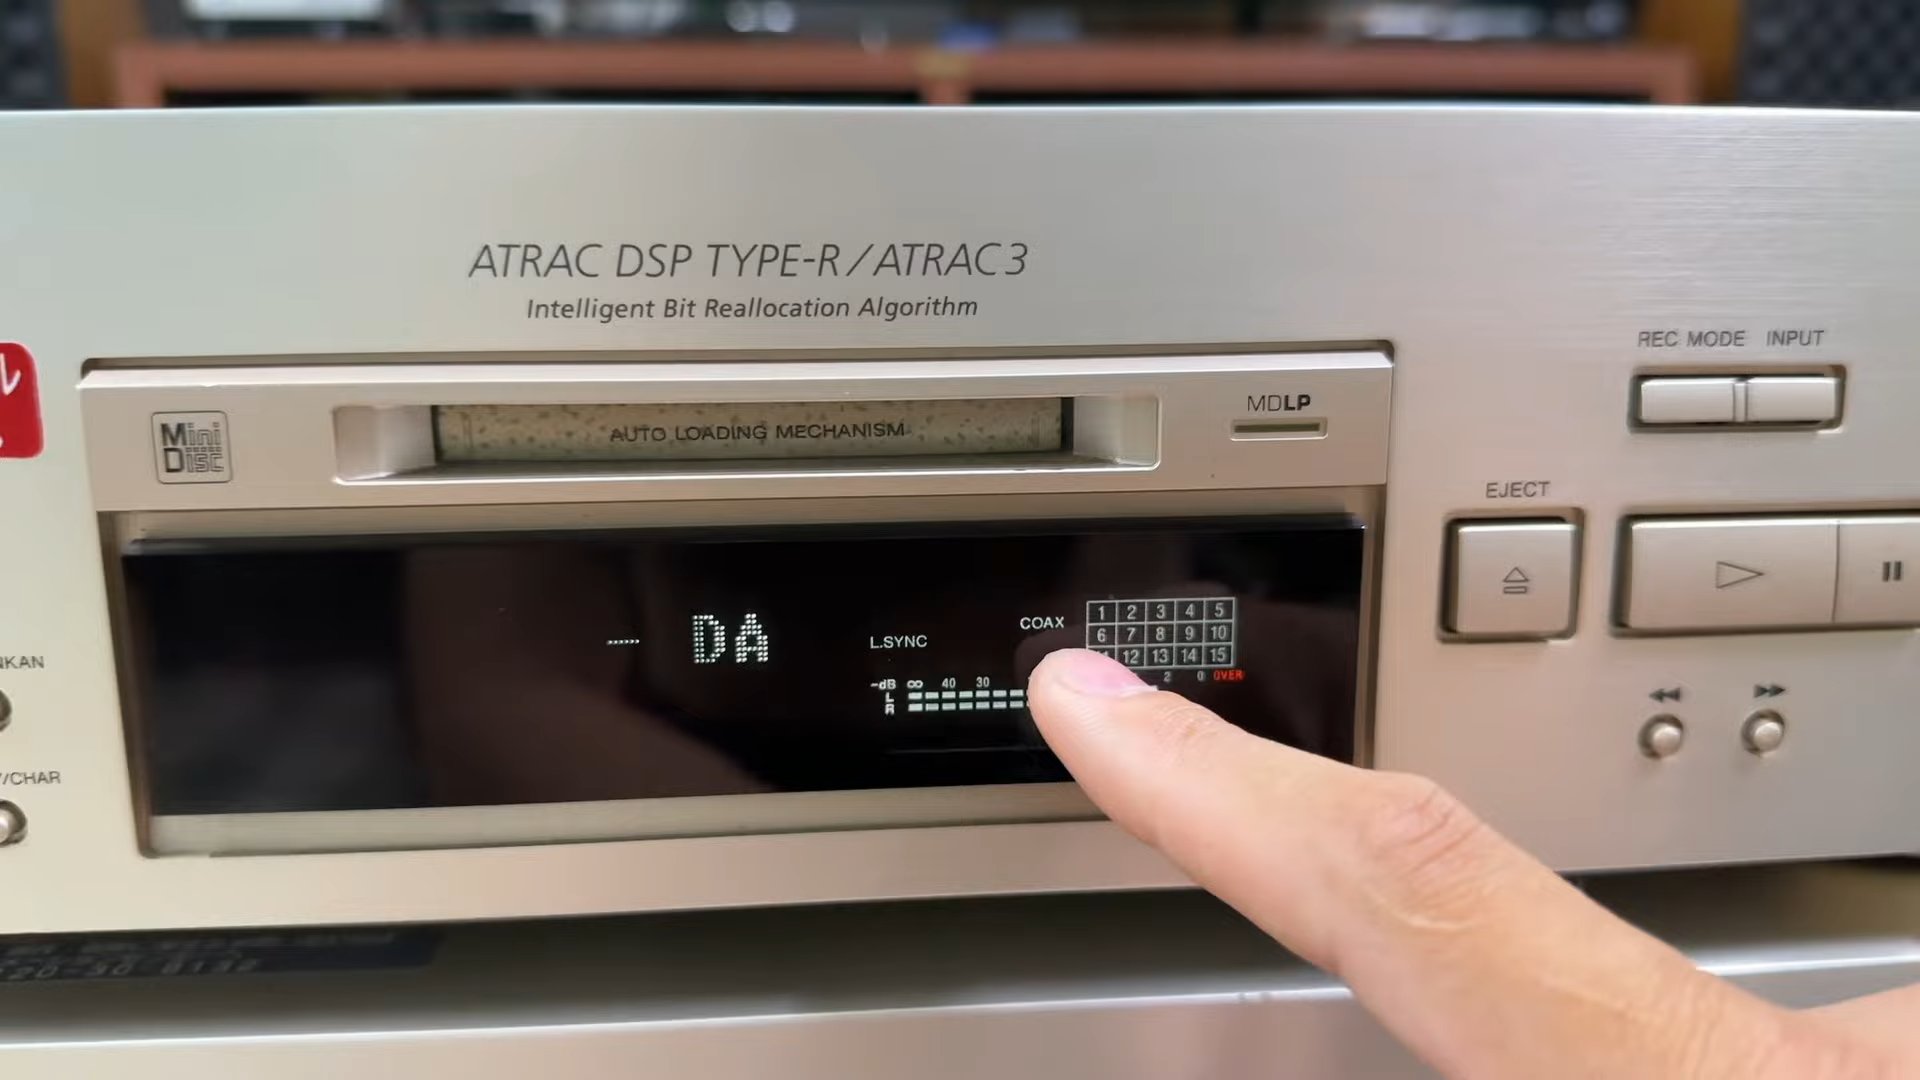 ATRAC DSP TYPE-R/ATRAC3
Intelligent Bit Reallocation Algorithm
REC MODE INPUT
ル
Mini Disc
AUTO LOADING MECHANISM
MDLP
EJECT
- DA
L.SYNC
COAX
1 2 3 4 5
6 7 8 9 10
12 13 14 15
-dB ∞ 40 30 2 0 OVER
L
R
/CHAR